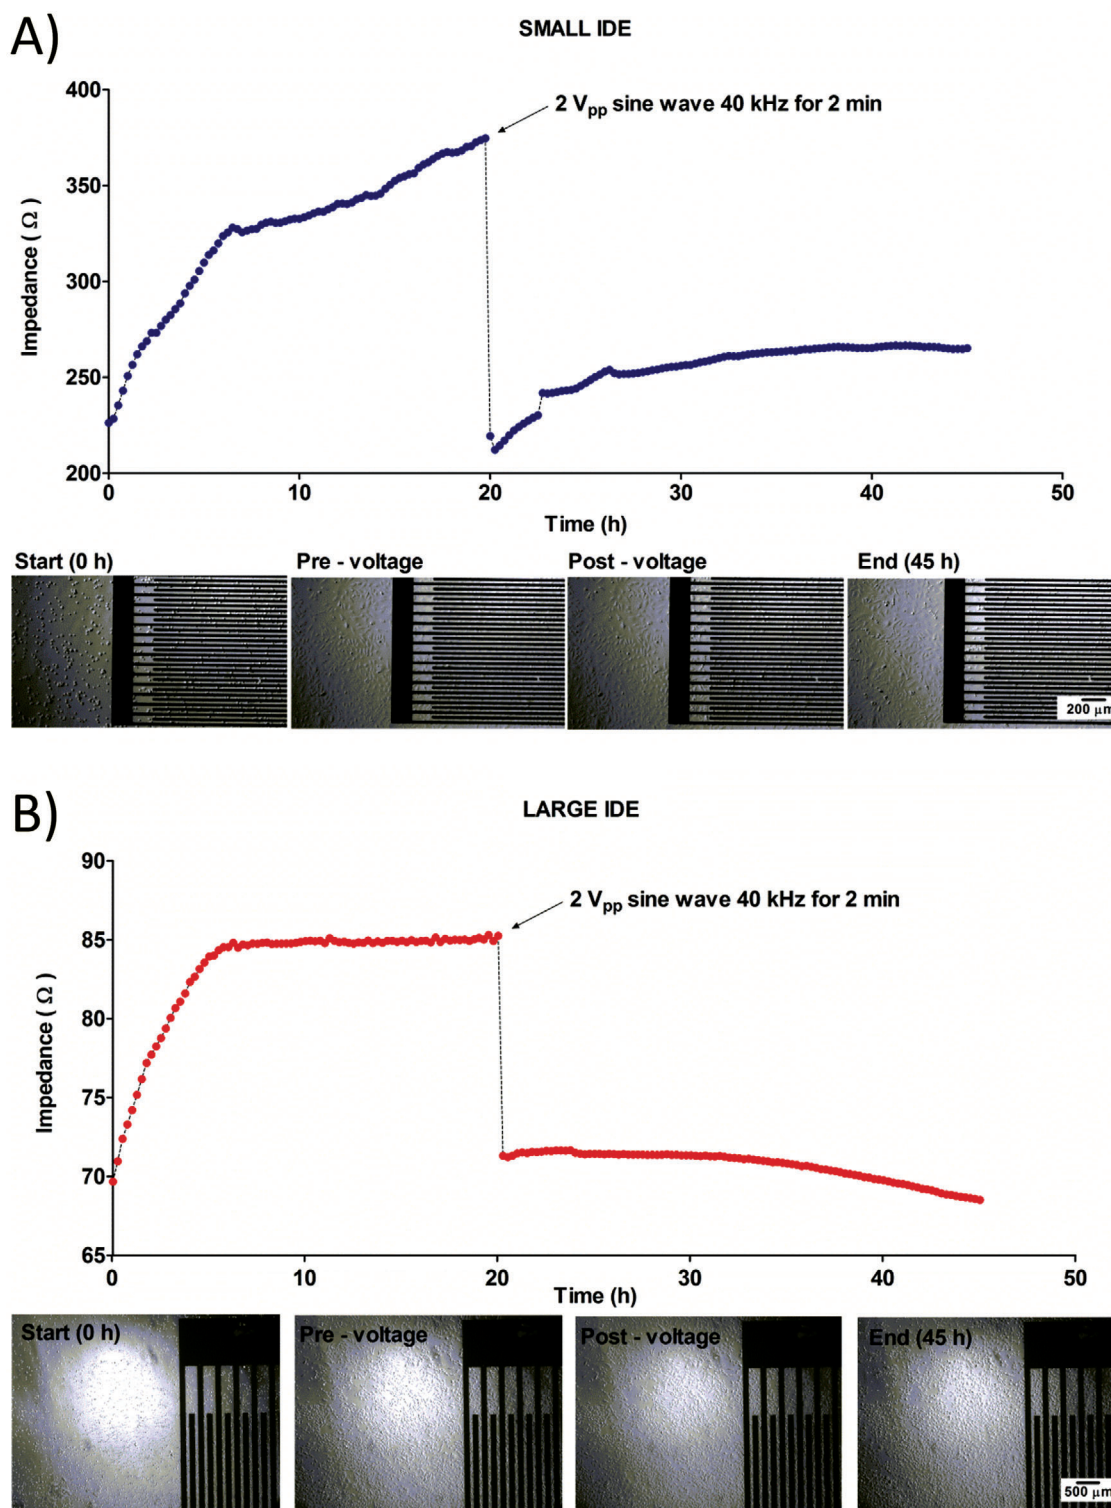 A)
SMALL IDE
400
350
300
250
200
Impedance ( Ω )
2 Vpp sine wave 40 kHz for 2 min
0
10
20
30
40
50
Time (h)
Start (0 h)
Pre - voltage
Post - voltage
End (45 h)
200 µm
B)
LARGE IDE
90
85
80
75
70
65
Impedance ( Ω )
2 Vpp sine wave 40 kHz for 2 min
0
10
20
30
40
50
Time (h)
Start (0 h)
Pre - voltage
Post - voltage
End (45 h)
500 µm